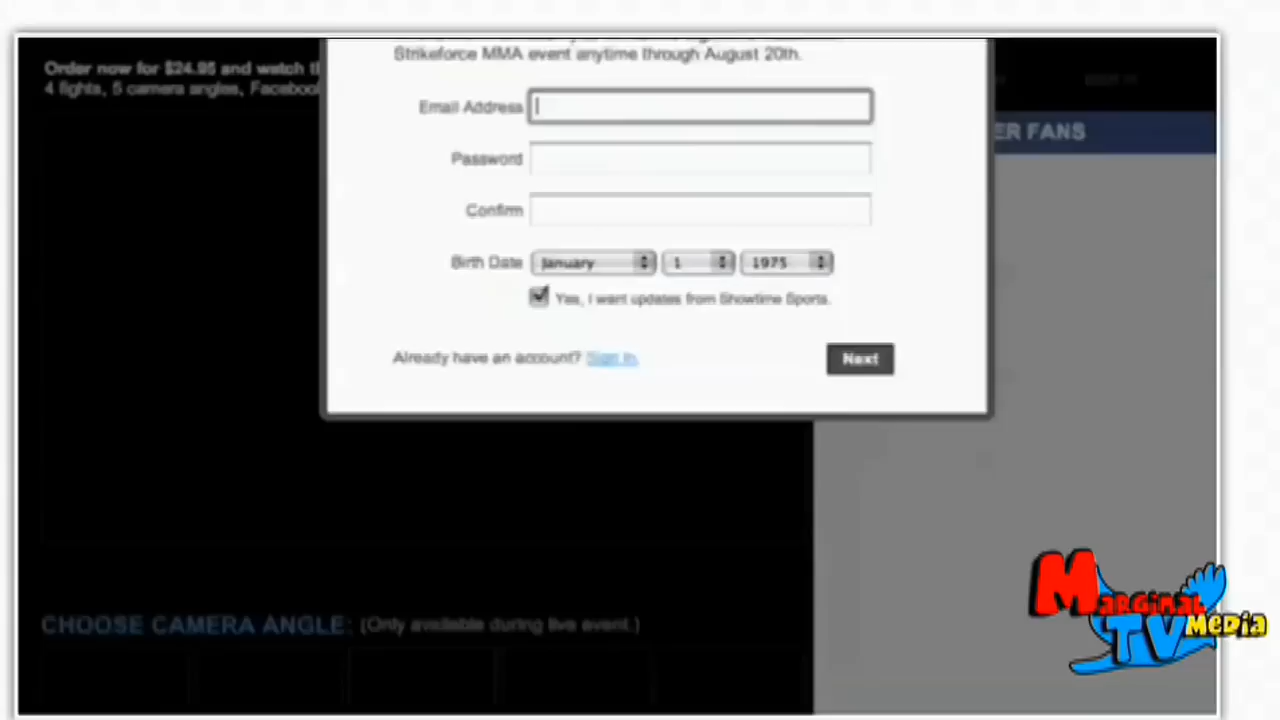 Order now for $24.95 and watch
4 fights, 5 camera angles, Facebook
Strikeforce MMA event anytime through August 20th.
Email Address
Password
Confirm
Birth Date January 1 1975
Yes, I want updates from Showtime Sports.
Already have an account? Sign in.
Next
ER FANS
CHOOSE CAMERA ANGLE: (Only available during live event.)
Marginal
TV Media